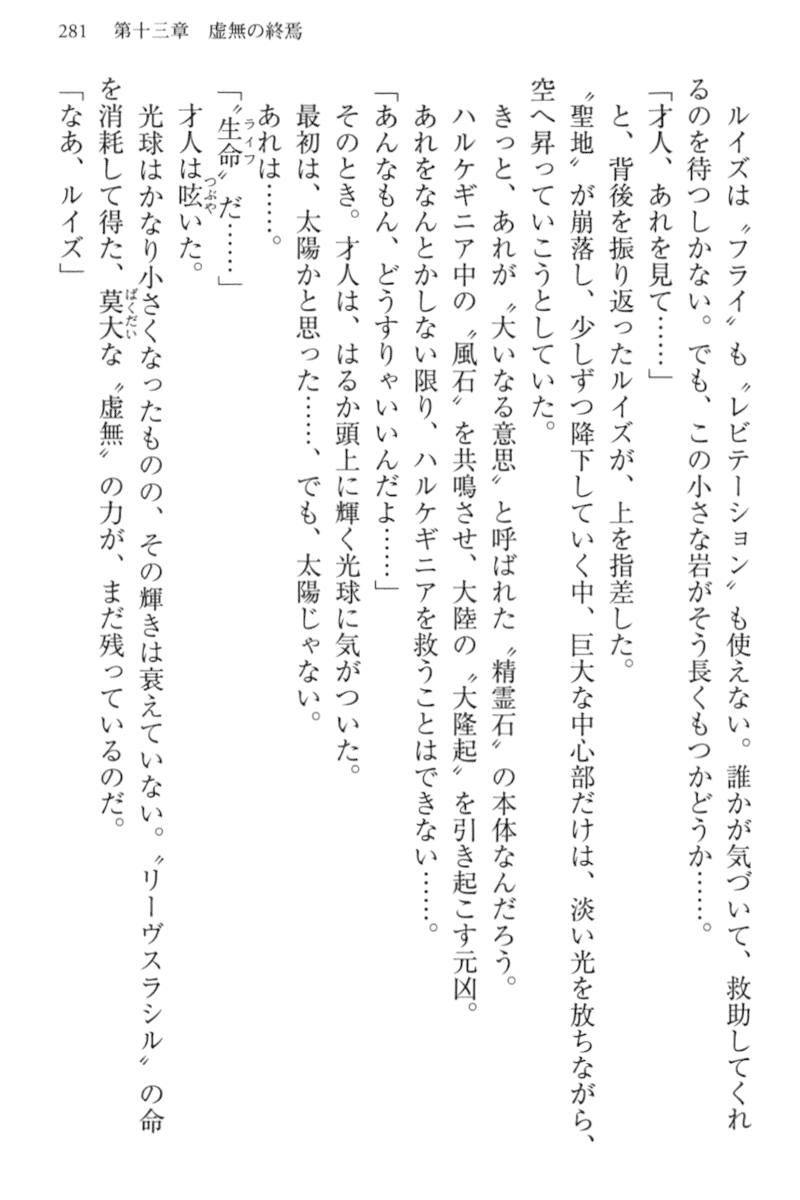 281　第十三章　虚無の終焉
　ルイズは〝フライ〟も〝レビテーション〟も使えない。誰かが気づいて、救助してくれ
るのを待つしかない。でも、この小さな岩がそう長くもつかどうか……。
「才人、あれを見て……」
　と、背後を振り返ったルイズが、上を指差した。
〝聖地〟が崩落し、少しずつ降下していく中、巨大な中心部だけは、淡い光を放ちながら、
空へ昇っていこうとしていた。
　きっと、あれが〝大いなる意思〟と呼ばれた〝精霊石〟の本体なんだろう。
　ハルケギニア中の〝風石〟を共鳴させ、大陸の〝大隆起〟を引き起こす元凶。
　あれをなんとかしない限り、ハルケギニアを救うことはできない……。
「あんなもん、どうすりゃいいんだよ……」
　そのとき。才人は、はるか頭上に輝く光球に気がついた。
　最初は、太陽かと思った……、でも、太陽じゃない。
　あれは……。
「〝生命〟だ……」
ライフ
　才人は呟いた。
つぶや
　光球はかなり小さくなったものの、その輝きは衰えていない。〝リーヴスラシル〟の命
を消耗して得た、莫大な〝虚無〟の力が、まだ残っているのだ。
ばくだい
「なあ、ルイズ」